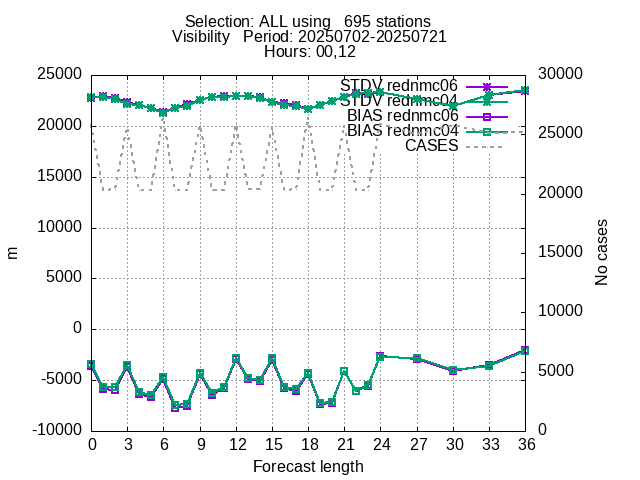 Selection: ALL using   695 stations
Visibility   Period: 20250702-20250721
Hours: 00,12
25000
20000
15000
10000
5000
0
-5000
-10000
m
30000
25000
20000
15000
10000
5000
0
No cases
STDV rednmc06
STDV rednmc04
BIAS rednmc06
BIAS rednmc04
CASES
0 3 6 9 12 15 18 21 24 27 30 33 36
Forecast length